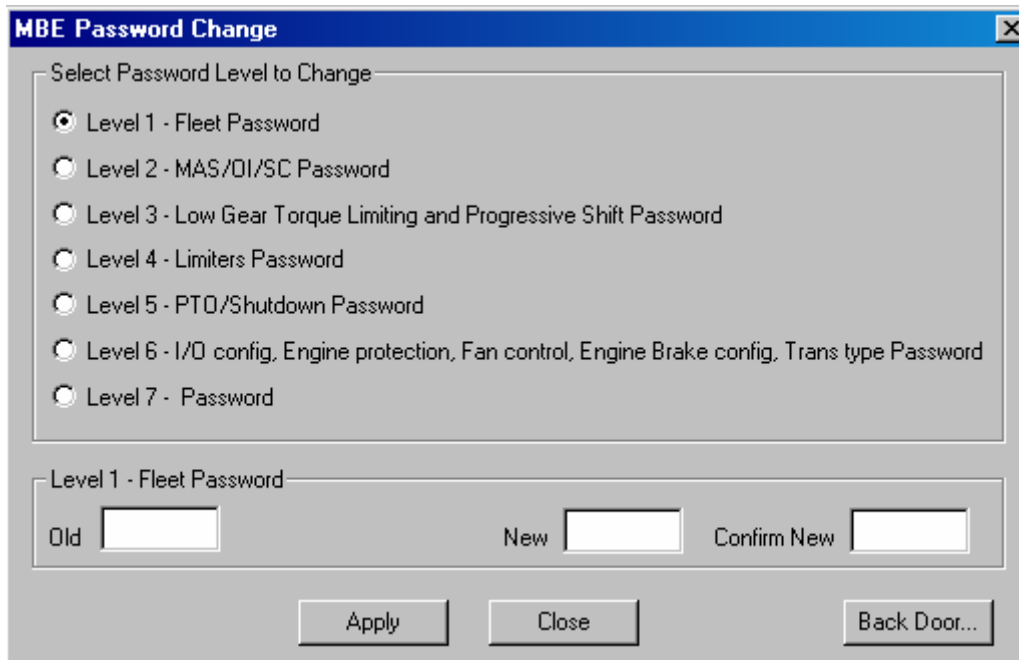 MBE Password Change
Select Password Level to Change
Level 1 - Fleet Password
Level 2 - MAS/OI/SC Password
Level 3 - Low Gear Torque Limiting and Progressive Shift Password
Level 4 - Limiters Password
Level 5 - PTO/Shutdown Password
Level 6 - I/O config, Engine protection, Fan control, Engine Brake config, Trans type Password
Level 7 - Password
Level 1 - Fleet Password
Old New Confirm New
Apply Close Back Door...